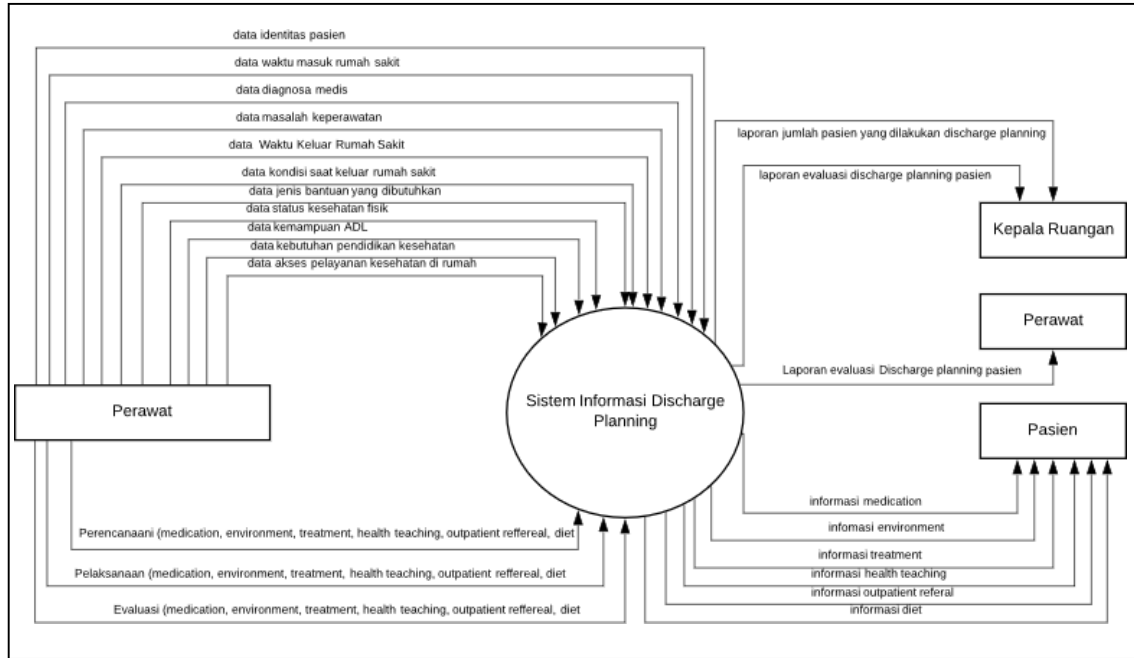 data identitas pasien
data waktu masuk rumah sakit
data diagnosa medis
data masalah keperawatan
data Waktu Keluar Rumah Sakit
data kondisi saat keluar rumah sakit
data jenis bantuan yang dibutuhkan
data status kesehatan fisik
data kemampuan ADL
data kebutuhan pendidikan kesehatan
data akses pelayanan kesehatan di rumah
laporan jumlah pasien yang dilakukan discharge planning
laporan evaluasi discharge planning pasien
Kepala Ruangan
Perawat
Laporan evaluasi Discharge planning pasien
Perawat
Sistem Informasi Discharge
Planning
Pasien
informasi medication
infomasi environment
informasi treatment
informasi health teaching
informasi outpatient referal
informasi diet
Perencanaani (medication, environment, treatment, health teaching, outpatient reffereal, diet
Pelaksanaan (medication, environment, treatment, health teaching, outpatient reffereal, diet
Evaluasi (medication, environment, treatment, health teaching, outpatient reffereal, diet